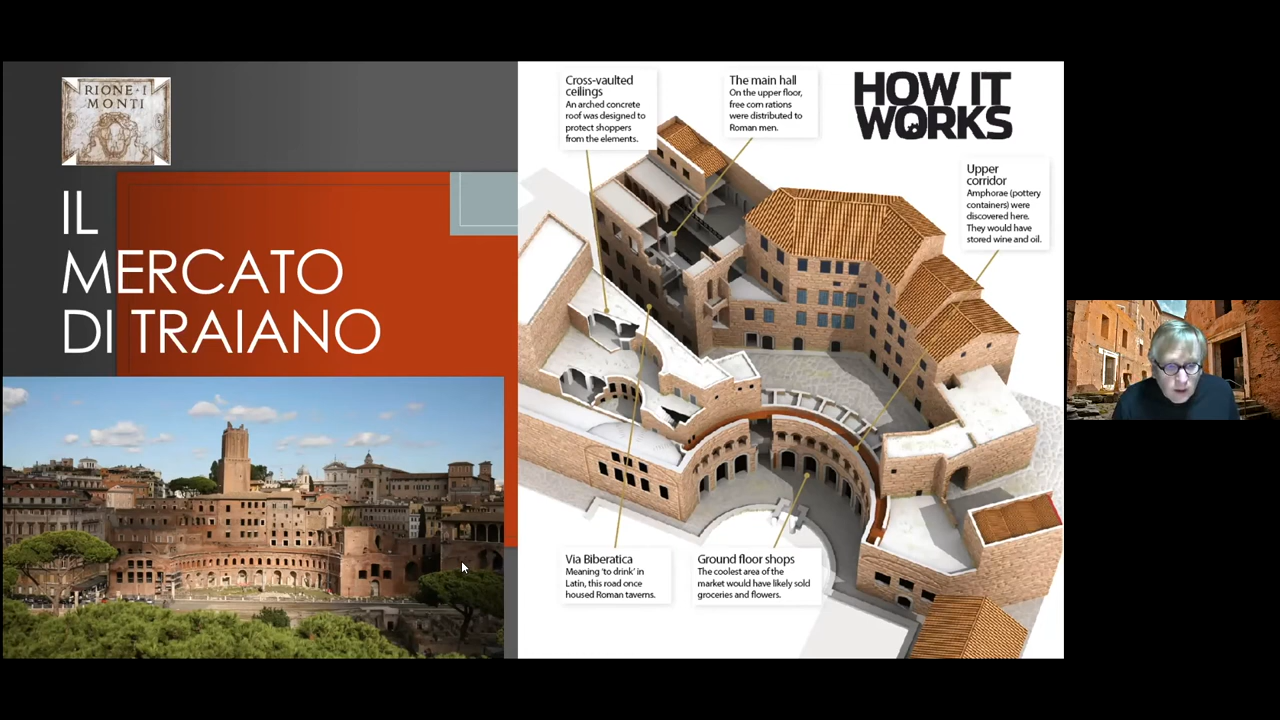 RIONE·I
MONTI
IL
MERCATO
DI TRAIANO
Cross-vaulted
ceilings
An arched concrete
roof was designed to
protect shoppers
from the elements.
The main hall
On the upper floor,
free corn rations
were distributed to
Roman men.
HOW IT
WORKS
Upper
corridor
Amphorae (pottery
containers) were
discovered here.
They would have
stored wine and oil.
Via Biberatica
Meaning ‘to drink’ in
Latin, this road once
housed Roman taverns.
Ground floor shops
The coolest area of the
market would have likely sold
groceries and flowers.